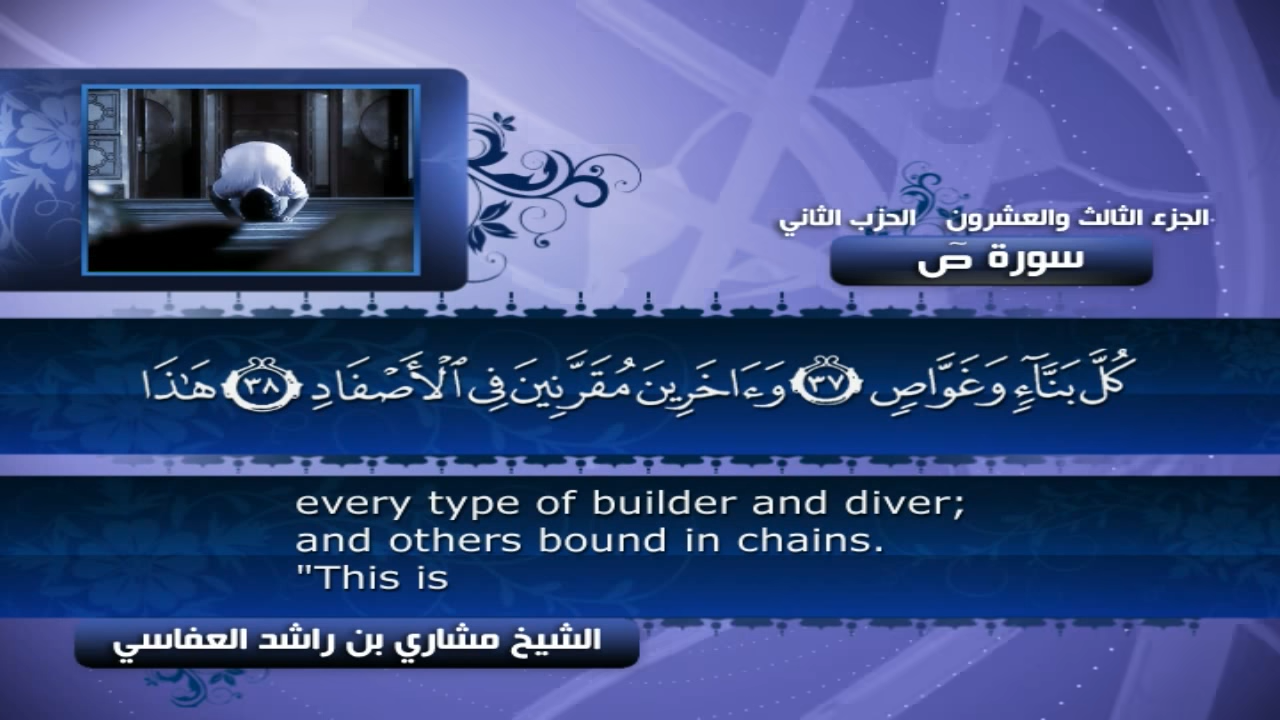 الجزء الثالث والعشرون الحزب الثاني
سورة صٓ
كُلَّ بَنَّآءٍ وَغَوَّاصٍ ٣٧ وَءَاخَرِينَ مُقَرَّنِينَ فِى ٱلْأَصْفَادِ ٣٨ هَـٰذَا
every type of builder and diver;
and others bound in chains.
"This is
الشيخ مشاري بن راشد العفاسي